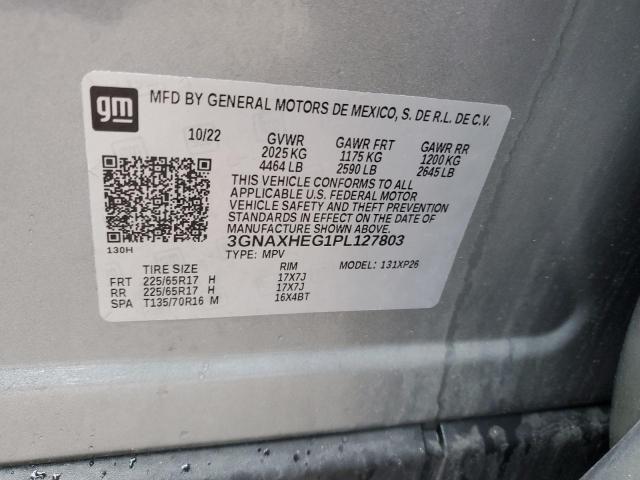 gm
MFD BY GENERAL MOTORS DE MEXICO, S. DE R.L. DE C.V.
10/22 GVWR GAWR FRT GAWR RR
2025 KG 1175 KG 1200 KG
4464 LB 2590 LB 2645 LB
THIS VEHICLE CONFORMS TO ALL
APPLICABLE U.S. FEDERAL MOTOR
VEHICLE SAFETY AND THEFT PREVENTION
STANDARDS IN EFFECT ON THE DATE OF
MANUFACTURE SHOWN ABOVE.
130H 3GNAXHEG1PL127803
TYPE: MPV MODEL: 131XP26
TIRE SIZE RIM
FRT 225/65R17 H 17X7J
RR 225/65R17 H 17X7J
SPA T135/70R16 M 16X4BT